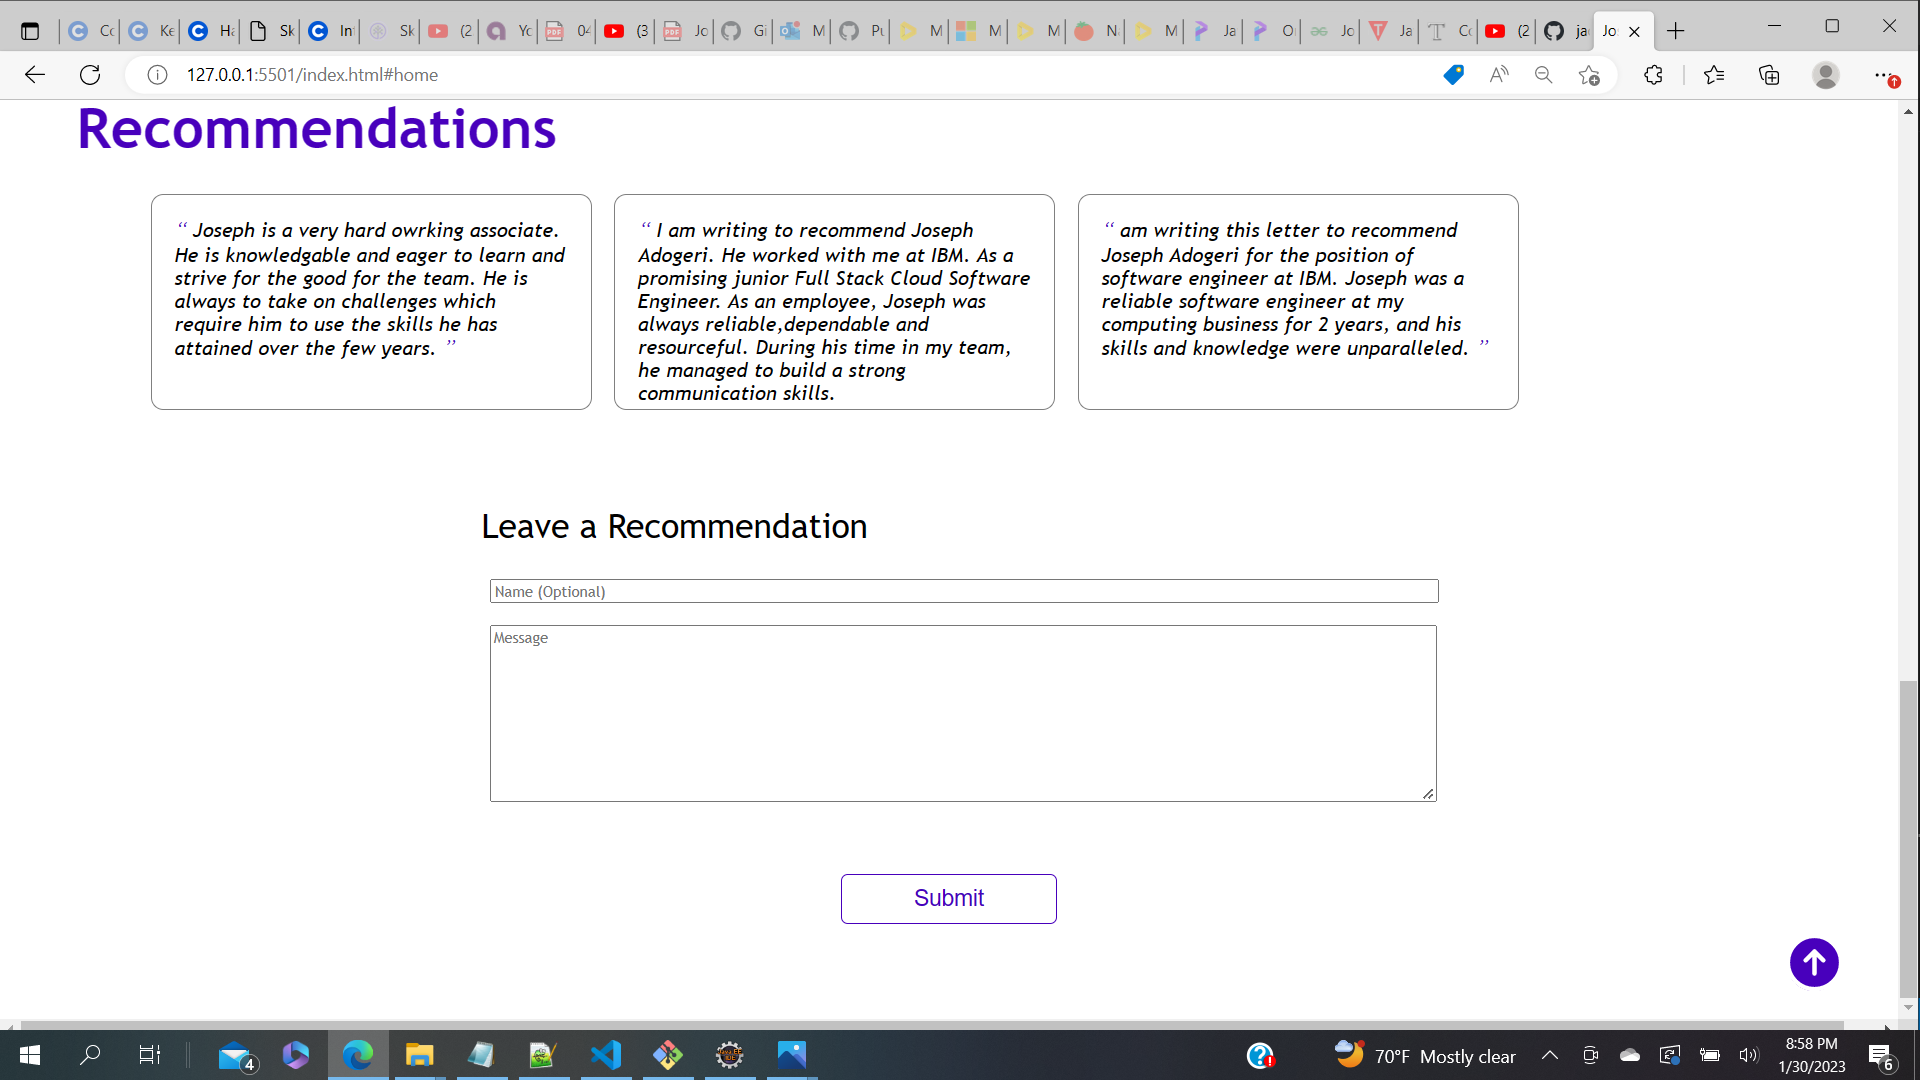 Cc Ke Ha Sk In Sk (2 Yo 04 (3 Jo Gi M Pu M M M N. M Ja O Jo Ja Cc (2 ja Jo
127.0.0.1:5501/index.html#home
Recommendations
“ Joseph is a very hard owrking associate.
He is knowledgable and eager to learn and
strive for the good for the team. He is
always to take on challenges which
require him to use the skills he has
attained over the few years. ”
“ I am writing to recommend Joseph
Adogeri. He worked with me at IBM. As a
promising junior Full Stack Cloud Software
Engineer. As an employee, Joseph was
always reliable,dependable and
resourceful. During his time in my team,
he managed to build a strong
communication skills.
“ am writing this letter to recommend
Joseph Adogeri for the position of
software engineer at IBM. Joseph was a
reliable software engineer at my
computing business for 2 years, and his
skills and knowledge were unparalleled. ”
Leave a Recommendation
Name (Optional)
Message
Submit
4
70°F Mostly clear
8:58 PM
1/30/2023
6